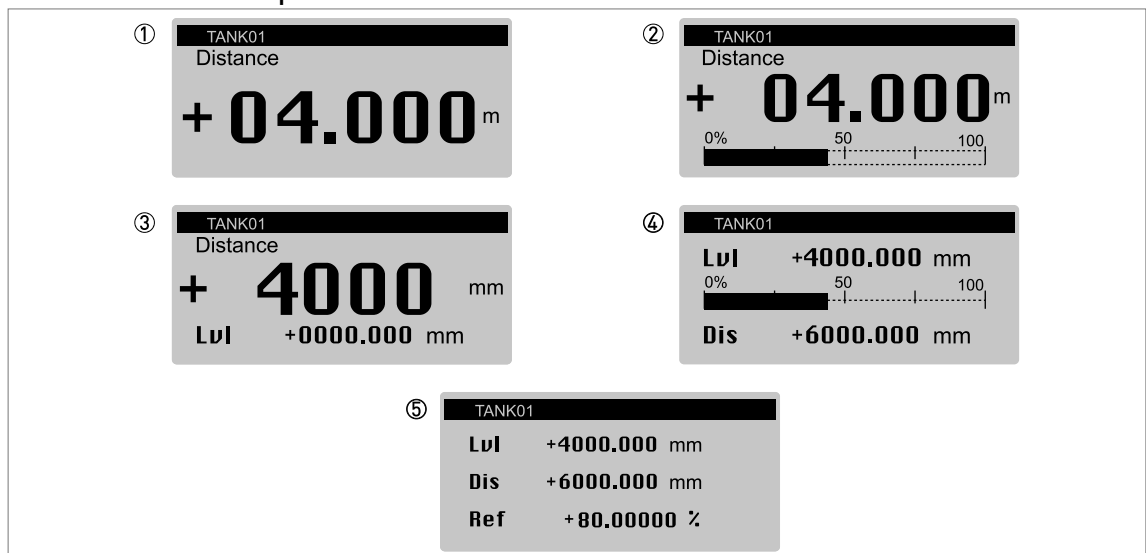 ①
TANK01
Distance
+ 04.000 m
②
TANK01
Distance
+ 04.000 m
0% 50 100
③
TANK01
Distance
+ 4000 mm
Lvl +0000.000 mm
④
TANK01
Lvl +4000.000 mm
0% 50 100
Dis +6000.000 mm
⑤
TANK01
Lvl +4000.000 mm
Dis +6000.000 mm
Ref +80.00000 %